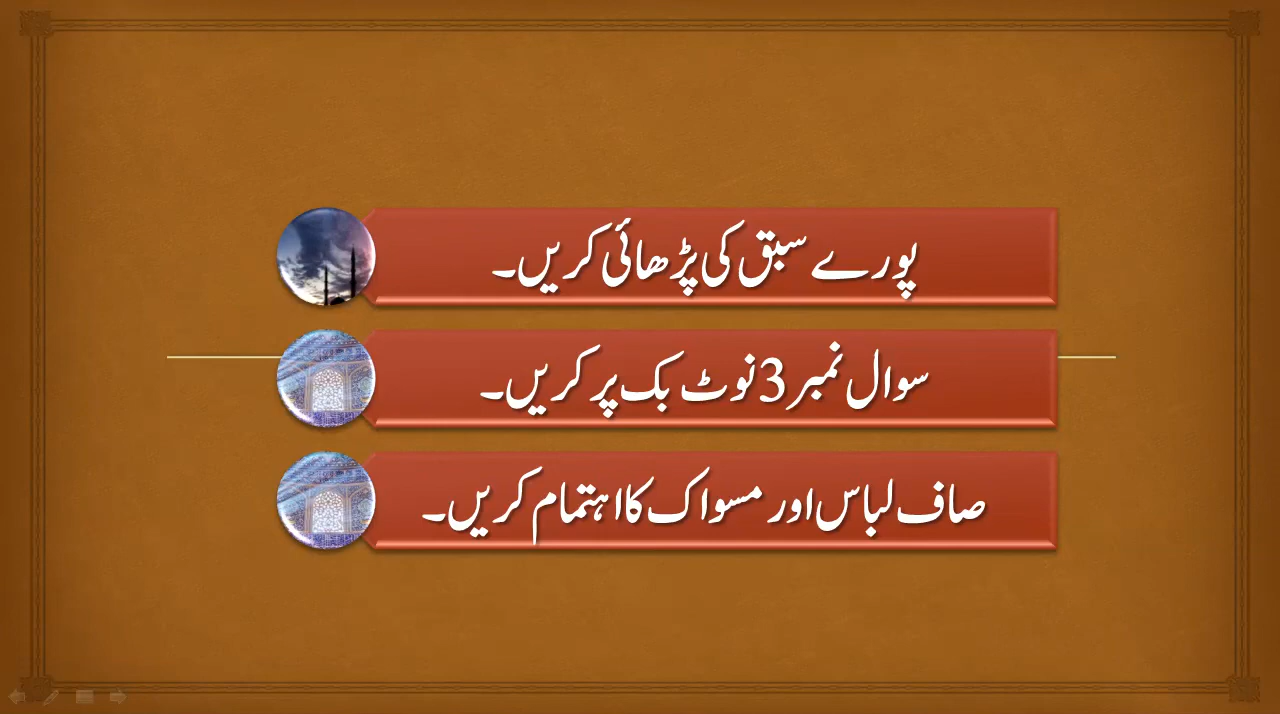 پورے سبق کی پڑھائی کریں۔
سوال نمبر 3 نوٹ بک پر کریں۔
صاف لباس اور مسواک کا اہتمام کریں۔